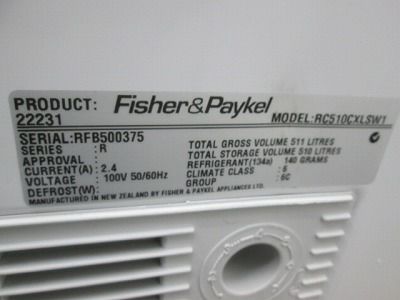 PRODUCT: Fisher&Paykel
22231 MODEL:RC510CXLSW1
SERIAL:RFB500375 TOTAL GROSS VOLUME 511 LITRES
SERIES : R TOTAL STORAGE VOLUME 510 LITRES
APPROVAL : REFRIGERANT(134a) 140 GRAMS
CURRENT(A) : 2.4 CLIMATE CLASS : 6
VOLTAGE : 100V 50/60Hz GROUP : 6C
DEFROST(W) :
MANUFACTURED IN NEW ZEALAND BY FISHER & PAYKEL APPLIANCES LTD.